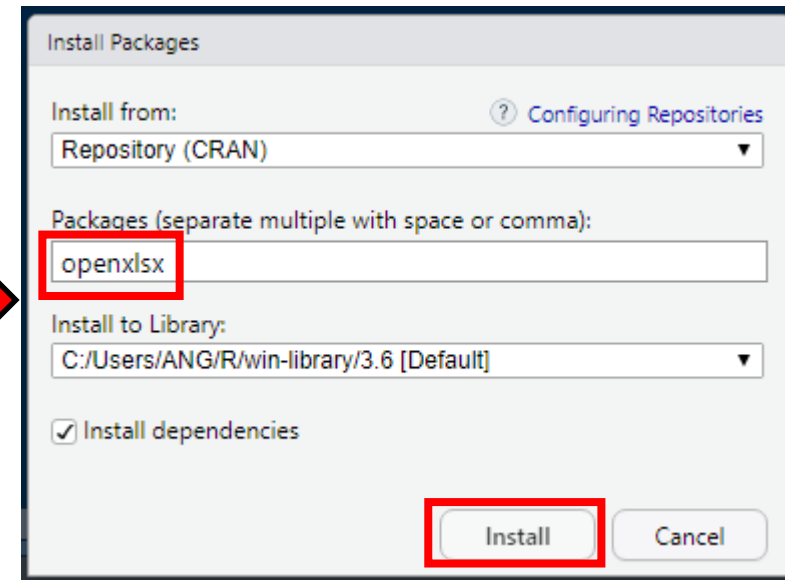 Install Packages
Install from:
? Configuring Repositories
Repository (CRAN)
Packages (separate multiple with space or comma):
openxlsx
Install to Library:
C:/Users/ANG/R/win-library/3.6 [Default]
Install dependencies
Install
Cancel